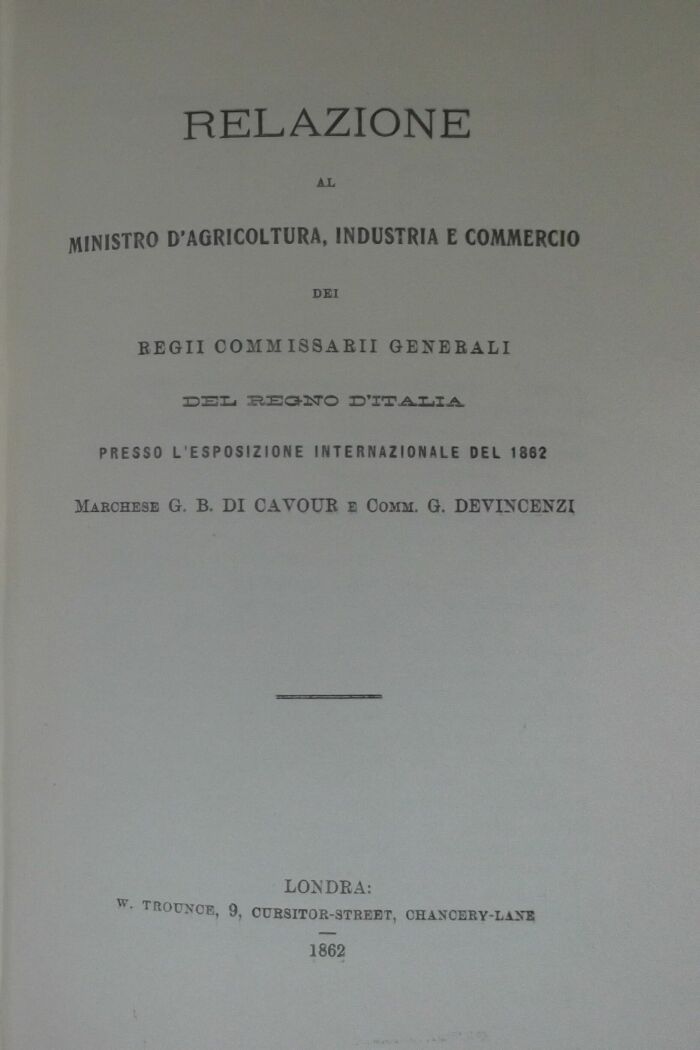 RELAZIONE
AL
MINISTRO D'AGRICOLTURA, INDUSTRIA E COMMERCIO
DEI
REGII COMMISSARII GENERALI
DEL REGNO D'ITALIA
PRESSO L'ESPOSIZIONE INTERNAZIONALE DEL 1862
MARCHESE G. B. DI CAVOUR E COMM. G. DEVINCENZI
LONDRA:
W. TROUNCE, 9, CURSITOR-STREET, CHANCERY-LANE
1862